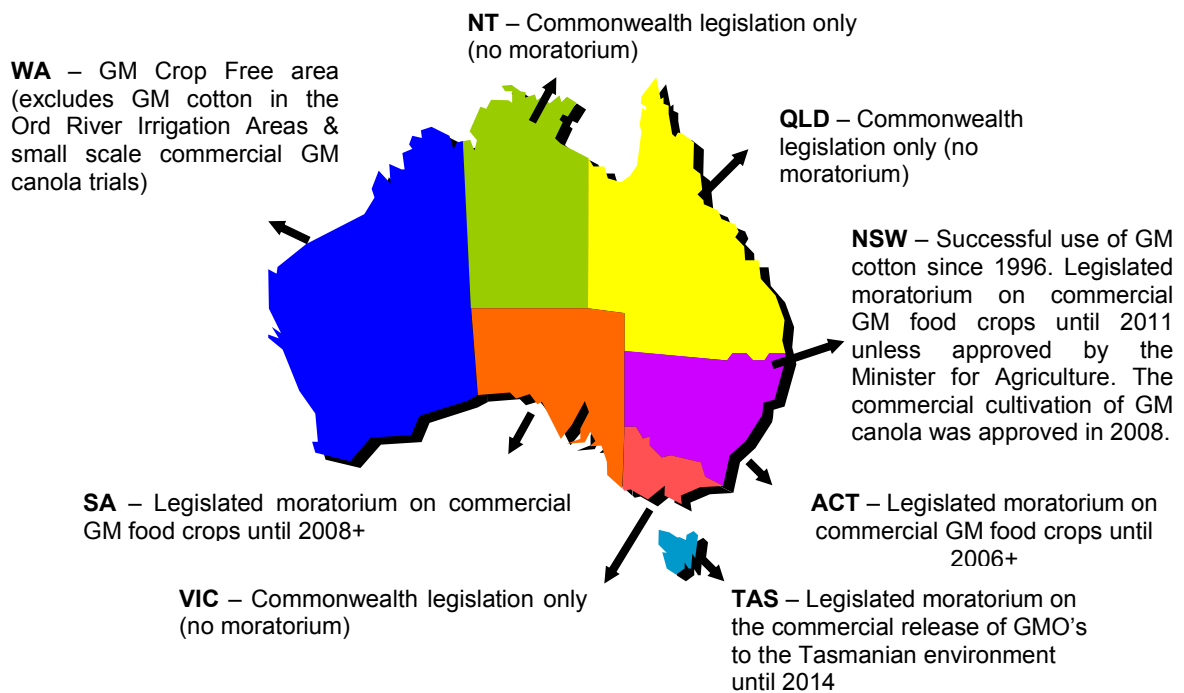 NT – Commonwealth legislation only
(no moratorium)
WA – GM Crop Free area
(excludes GM cotton in the
Ord River Irrigation Areas &
small scale commercial GM
canola trials)
QLD – Commonwealth
legislation only (no
moratorium)
NSW – Successful use of GM
cotton since 1996. Legislated
moratorium on commercial
GM food crops until 2011
unless approved by the
Minister for Agriculture. The
commercial cultivation of GM
canola was approved in 2008.
SA – Legislated moratorium on commercial
GM food crops until 2008+
ACT – Legislated moratorium on
commercial GM food crops until
2006+
VIC – Commonwealth legislation only
(no moratorium)
TAS – Legislated moratorium on
the commercial release of GMO's
to the Tasmanian environment
until 2014